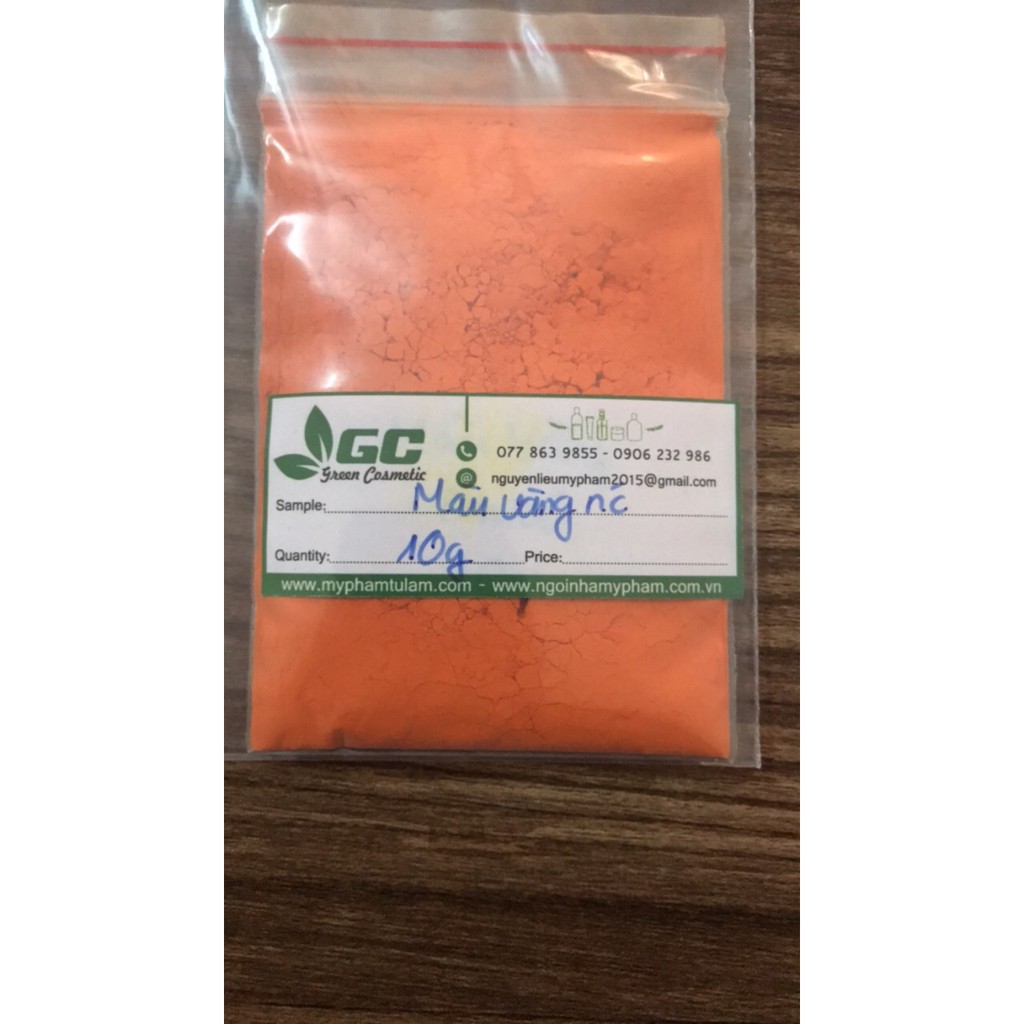 GC
Green Cosmetic
077 863 9855 - 0906 232 986
@ nguyenlieumypham2015@gmail.com
Sample: Màu vàng nc
Quantity: 10g Price:
www.myphamtulam.com - www.ngoinhamypham.com.vn